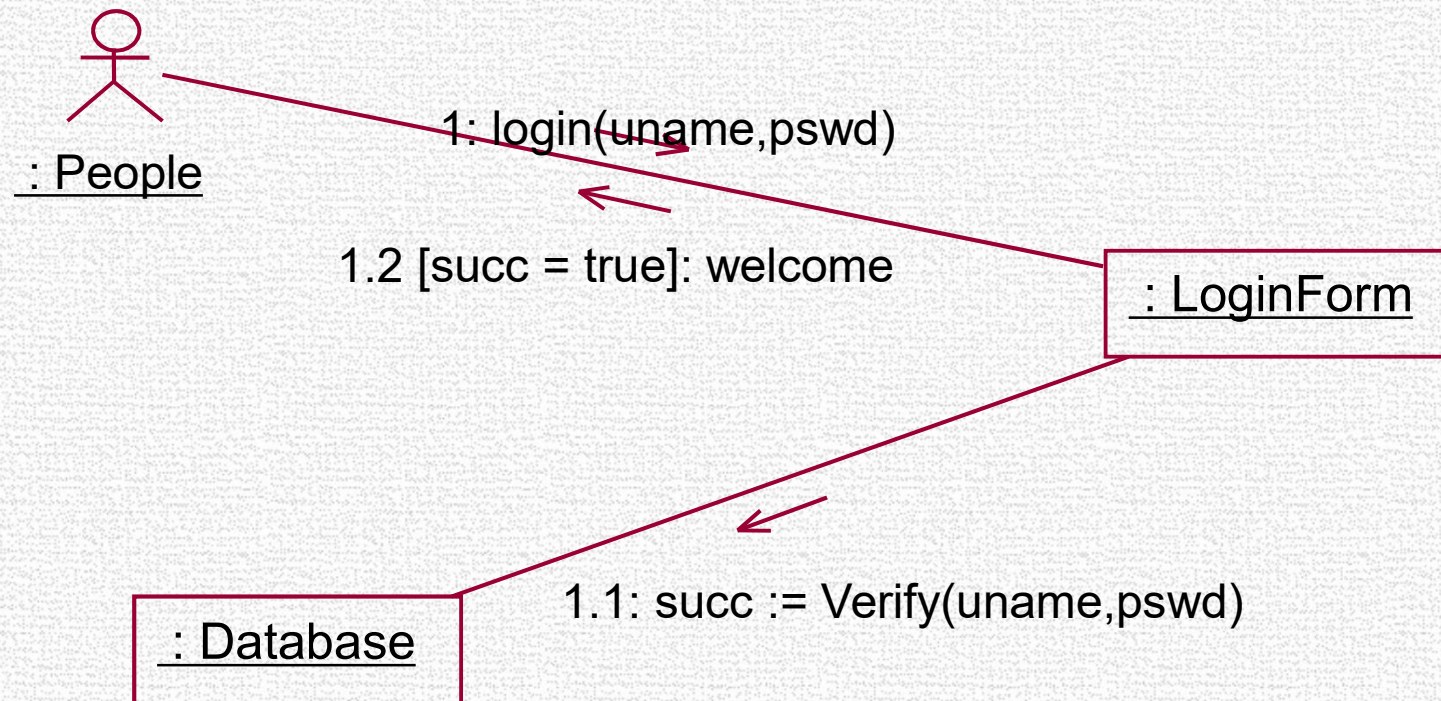 1: login(uname,pswd)
: People
1.2 [succ = true]: welcome
: LoginForm
1.1: succ := Verify(uname,pswd)
: Database